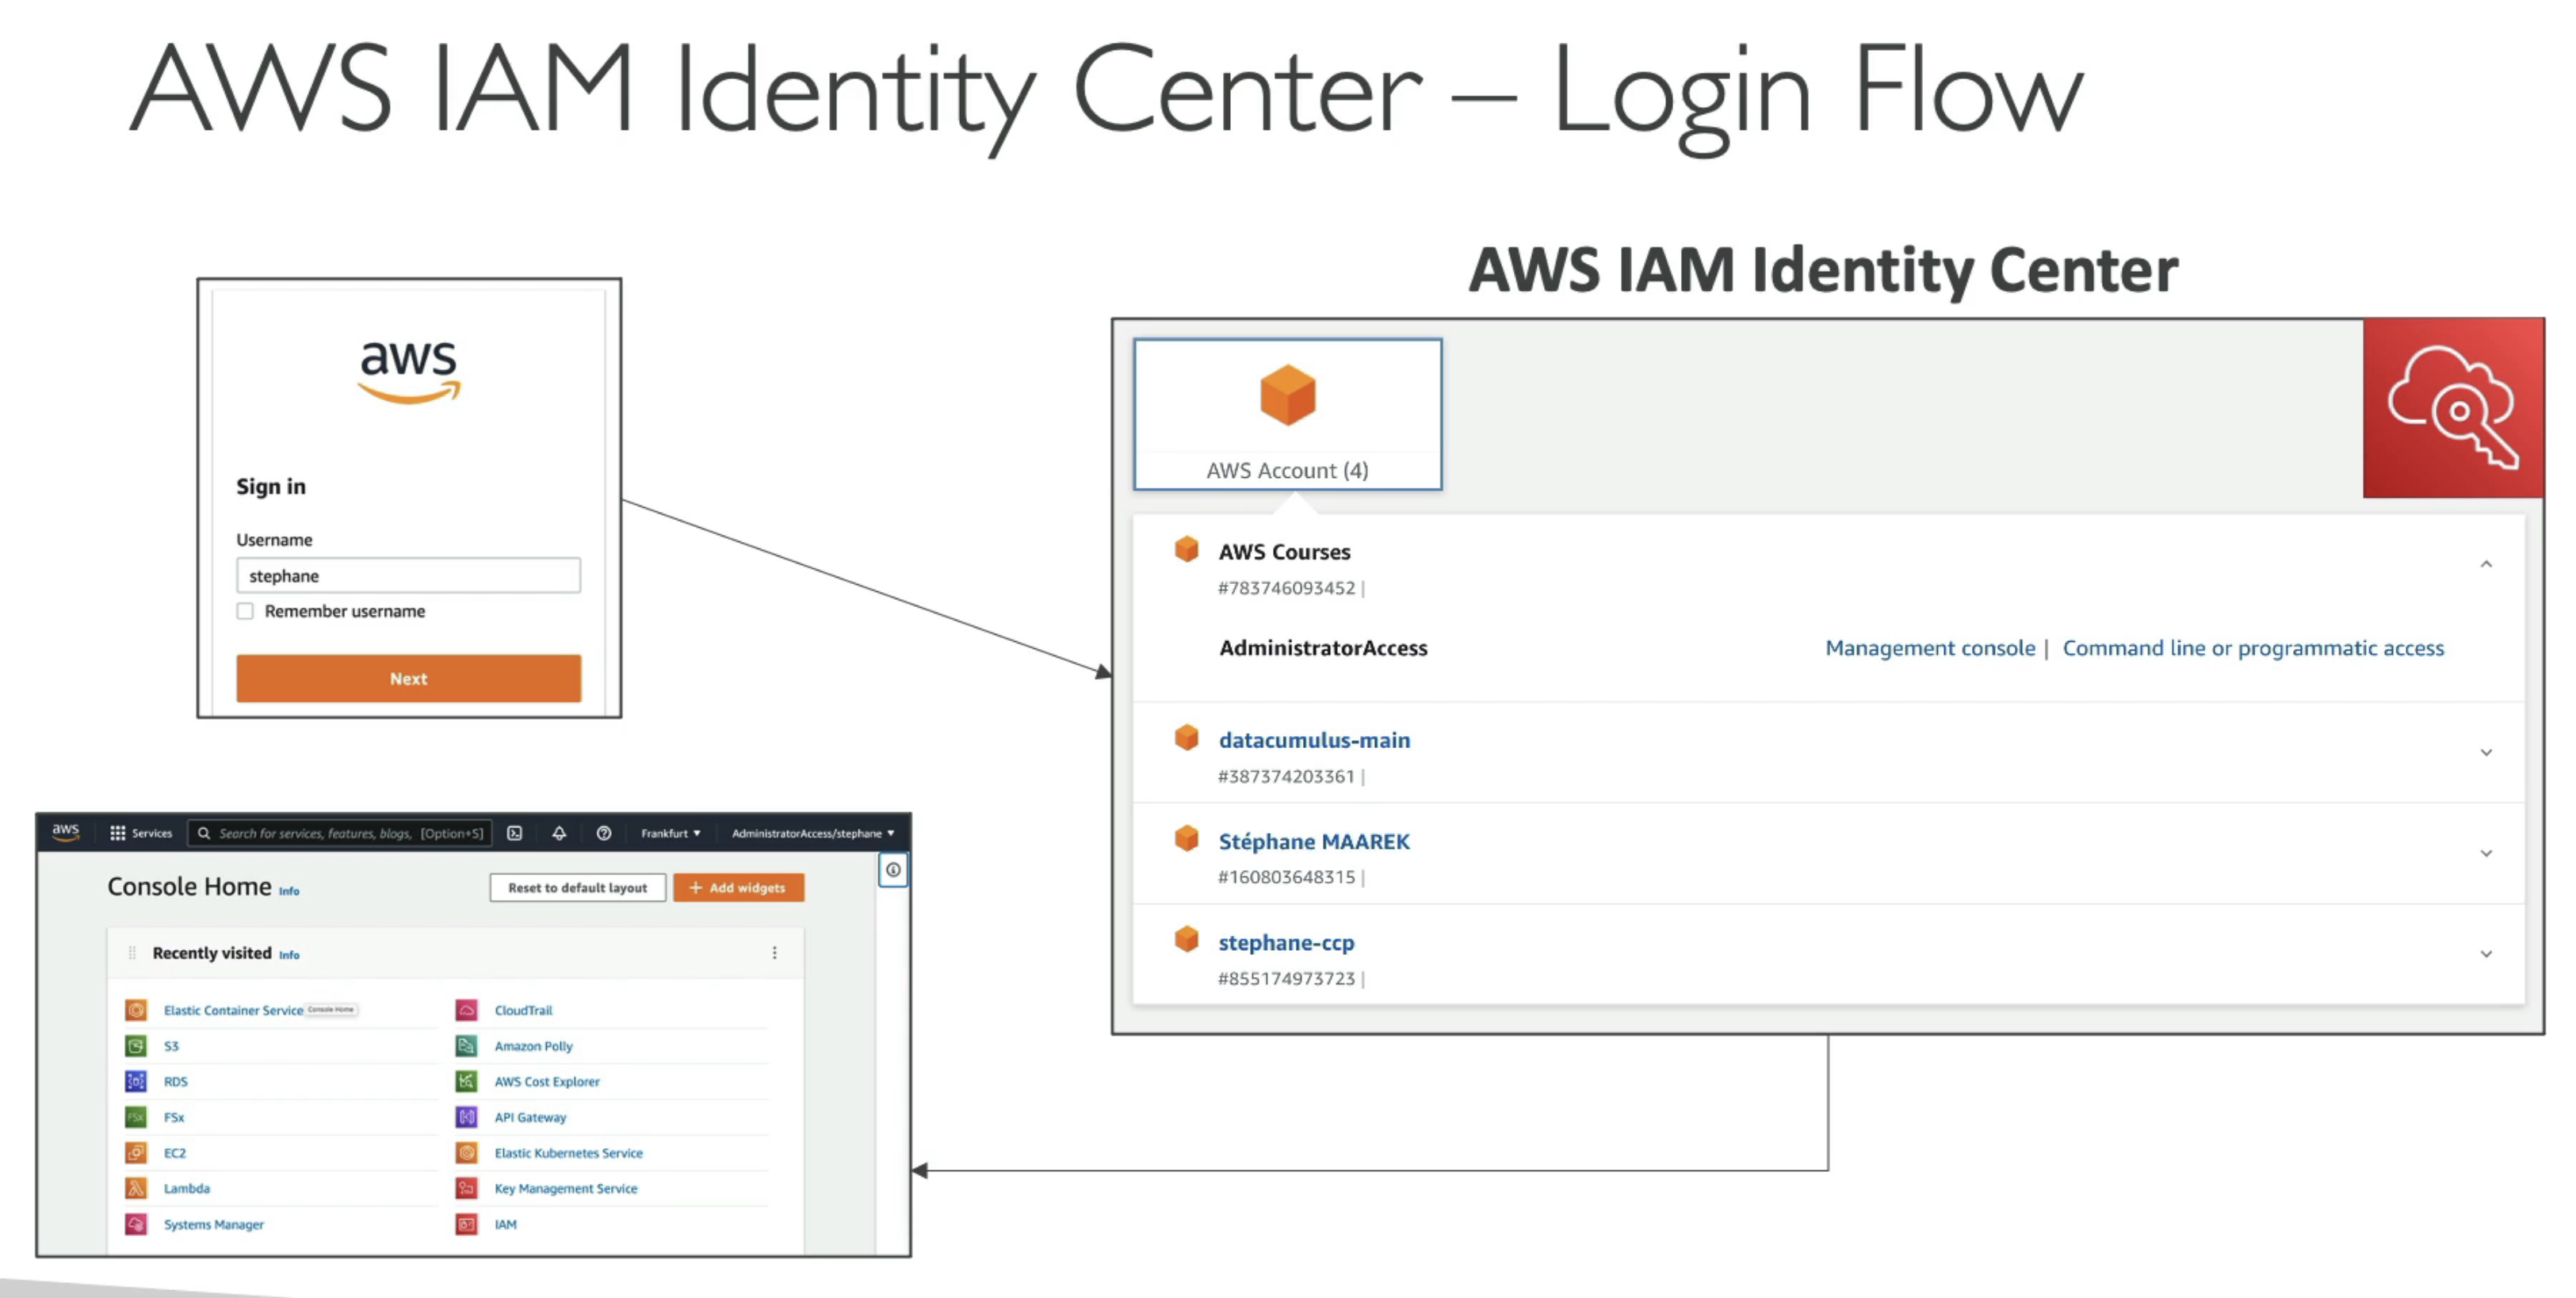 AWS IAM Identity Center – Login Flow
aws
Sign in
Username
stephane
Remember username
Next
AWS IAM Identity Center
AWS Account (4)
AWS Courses
#783746093452 |
AdministratorAccess
Management console | Command line or programmatic access
datacumulus-main
#387374203361 |
Stéphane MAAREK
#160803648315 |
stephane-ccp
#855174973723 |
aws Services Search for services, features, blogs, [Option+S] Frankfurt AdministratorAccess/stephane
Console Home Info Reset to default layout + Add widgets
Recently visited Info
Elastic Container Service Console Home CloudTrail
S3 Amazon Polly
RDS AWS Cost Explorer
FSx FSx API Gateway
EC2 Elastic Kubernetes Service
Lambda Key Management Service
Systems Manager IAM